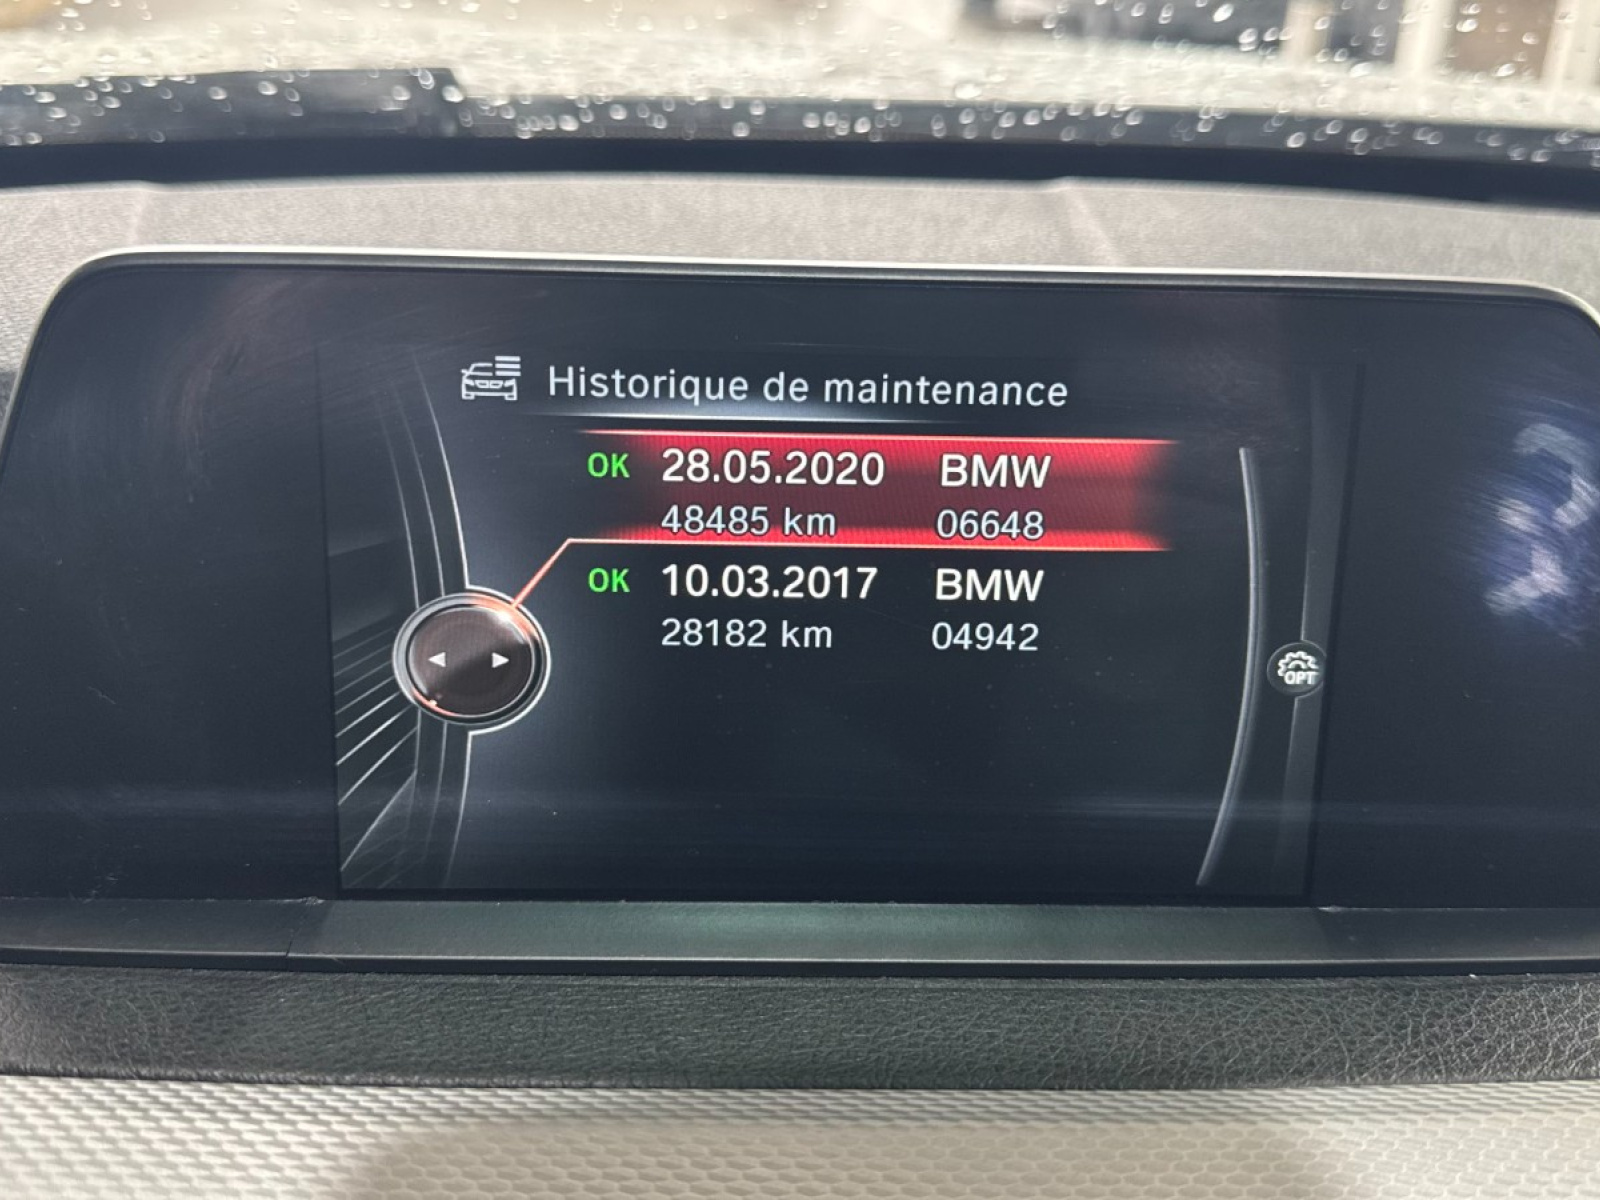 Historique de maintenance
OK 28.05.2020 BMW
48485 km 06648
OK 10.03.2017 BMW
28182 km 04942
OPT